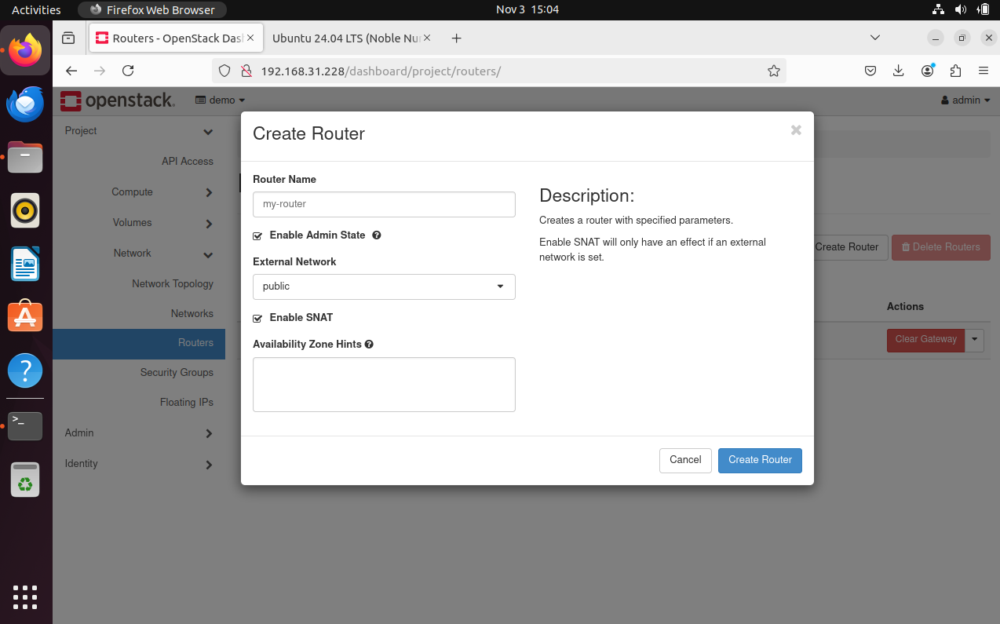 Activities
Firefox Web Browser
Nov 3 15:04
Routers - OpenStack Das
Ubuntu 24.04 LTS (Noble Nu
192.168.31.228/dashboard/project/routers/
openstack.
demo
admin
Project
API Access
Compute
Volumes
Network
Network Topology
Networks
Routers
Security Groups
Floating IPs
Admin
Identity
Create Router
Router Name
my-router
Enable Admin State
External Network
public
Enable SNAT
Availability Zone Hints
Description:
Creates a router with specified parameters.
Enable SNAT will only have an effect if an external
network is set.
Cancel
Create Router
Create Router
Delete Routers
Actions
Clear Gateway